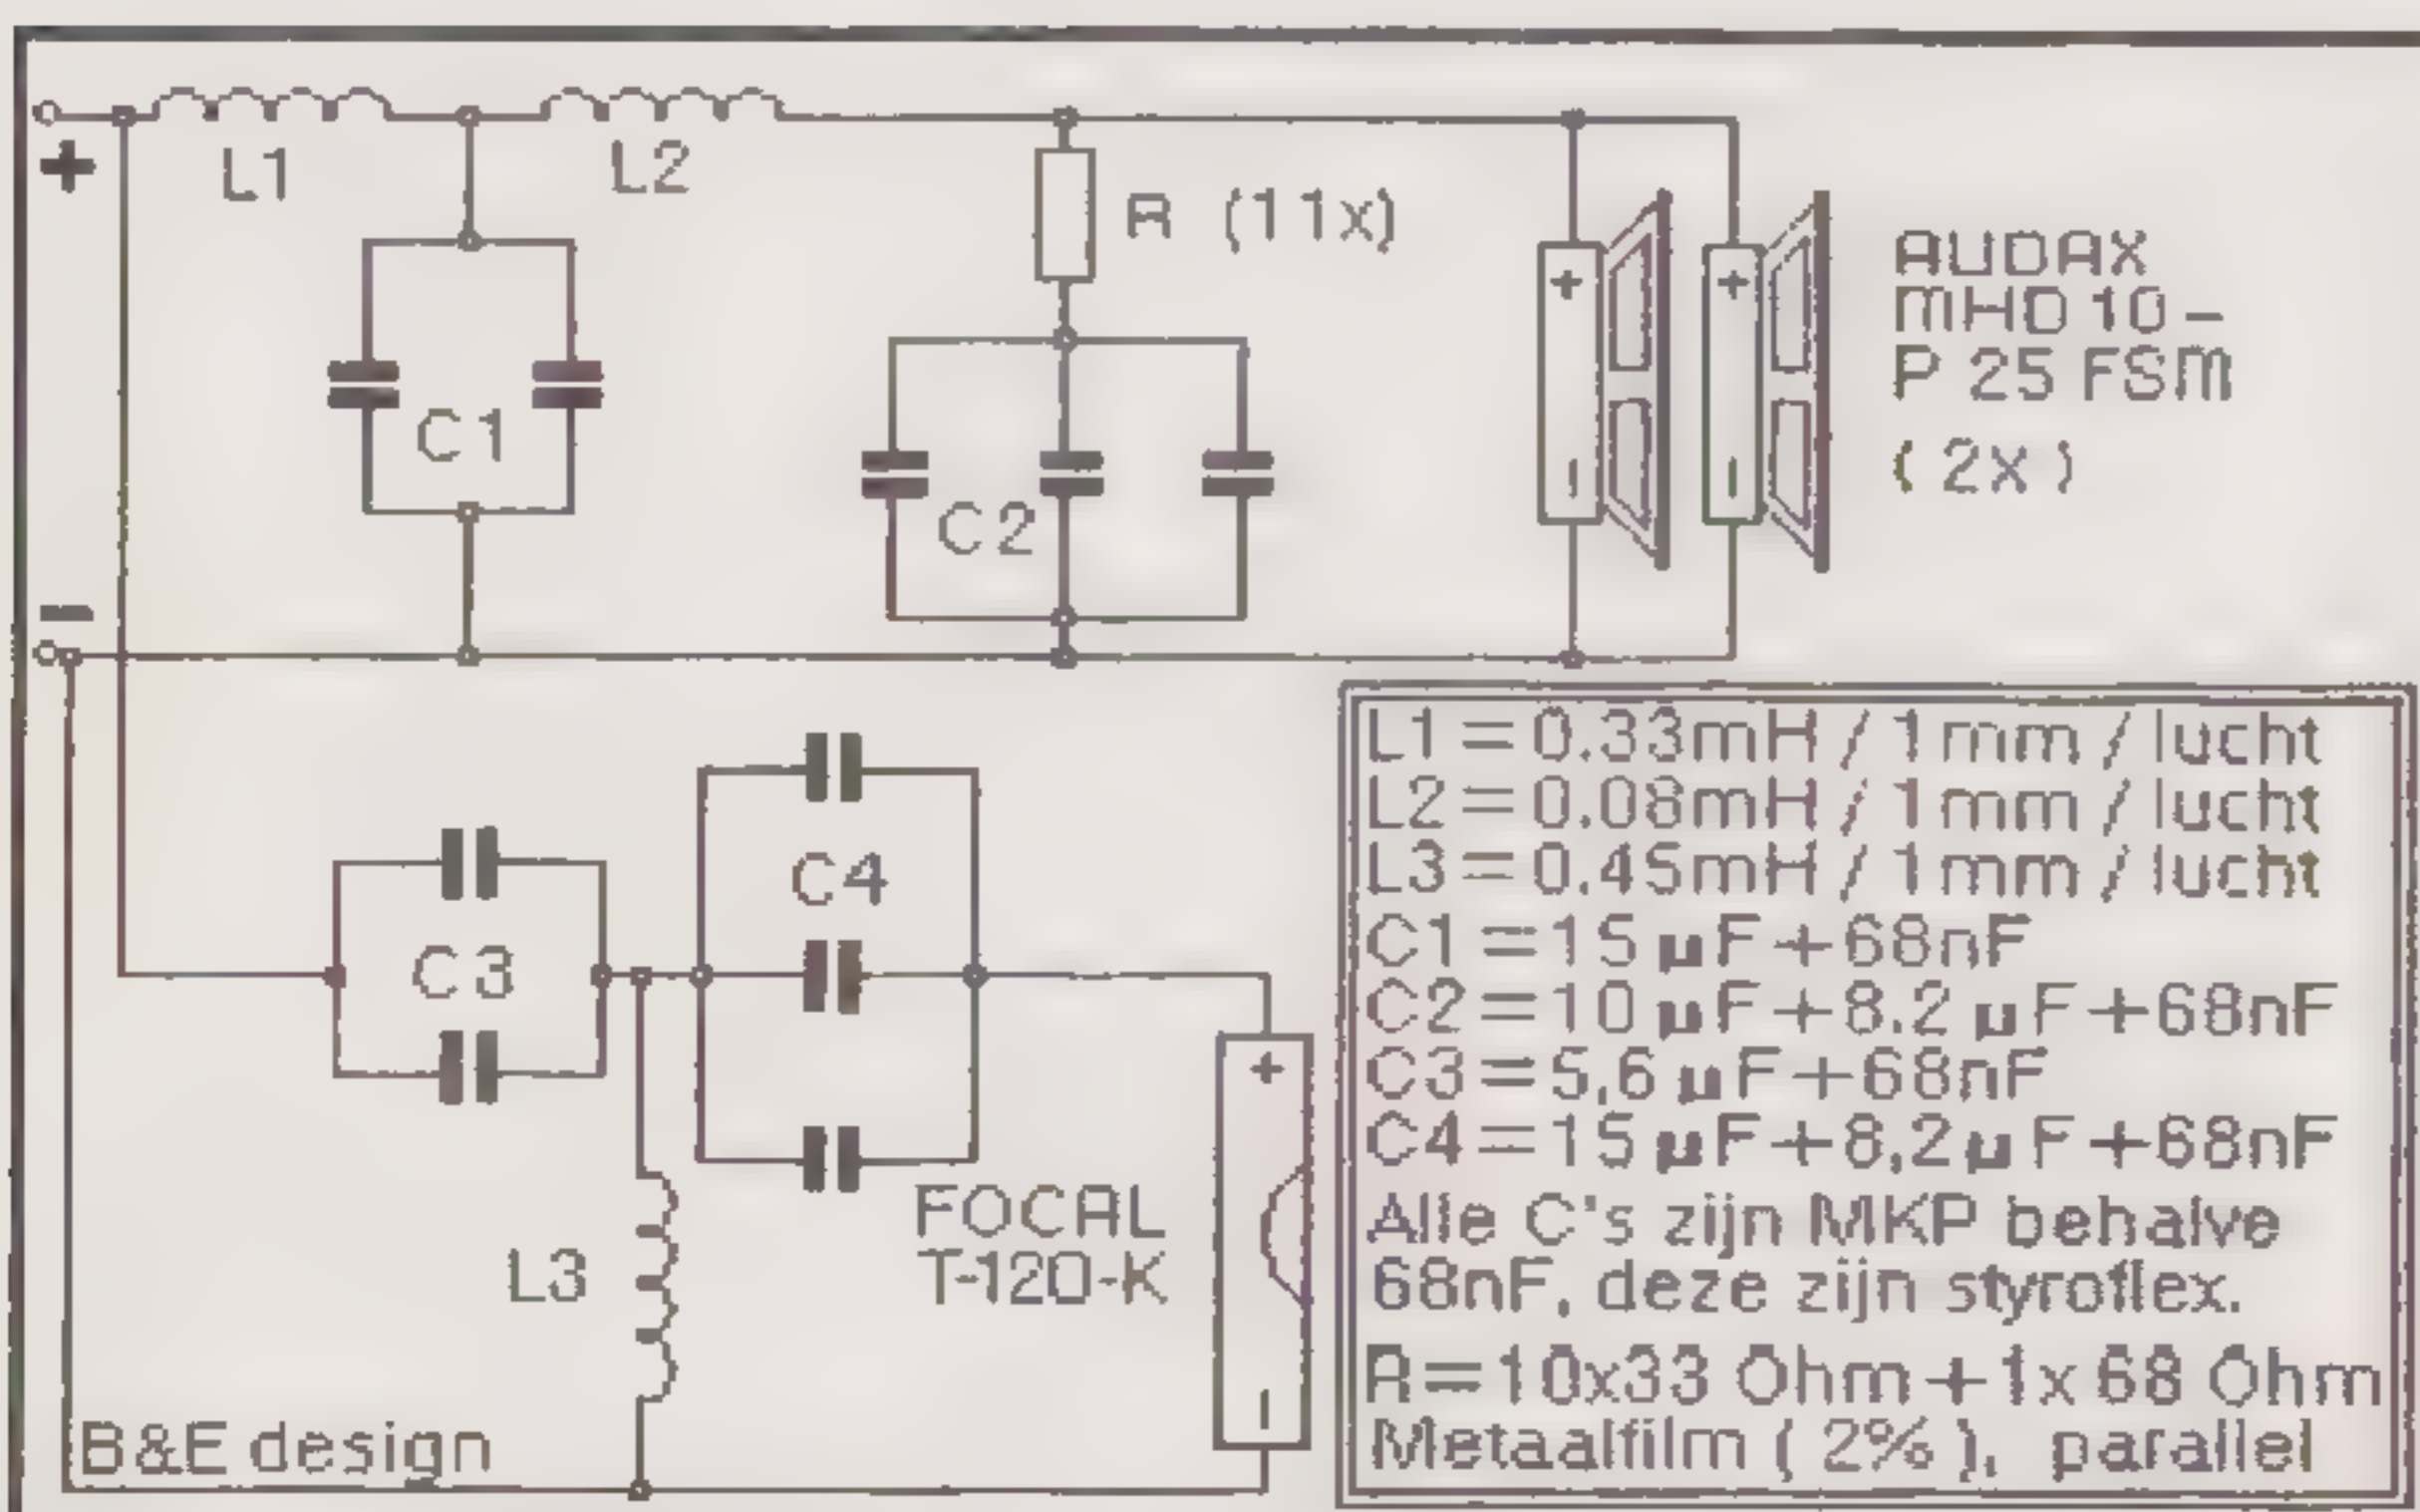 +
L1
L2
R (11x)
C1
C2
+
-
+
-
AUDAX
MHD 10 -
P 25 FSM
( 2x )
-
C3
C4
L3
FOCAL
T-120-K
+
-
B&E design
L1 = 0.33mH / 1mm / lucht
L2 = 0.08mH / 1mm / lucht
L3 = 0.45mH / 1mm / lucht
C1 = 15 µF + 68nF
C2 = 10 µF + 8.2 µF + 68nF
C3 = 5,6 µF + 68nF
C4 = 15 µF + 8,2 µF + 68nF
Alle C's zijn MKP behalve
68nF, deze zijn styroflex.
R = 10x33 Ohm + 1x 68 Ohm
Metaalfilm ( 2% ), parallel